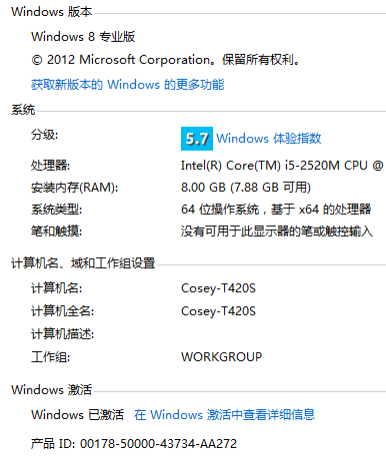 Windows 版本
Windows 8 专业版
© 2012 Microsoft Corporation。保留所有权利。
获取新版本的 Windows 的更多功能
系统
分级: 5.7 Windows 体验指数
处理器: Intel(R) Core(TM) i5-2520M CPU @
安装内存(RAM): 8.00 GB (7.88 GB 可用)
系统类型: 64 位操作系统，基于 x64 的处理器
笔和触摸: 没有可用于此显示器的笔或触控输入
计算机名、域和工作组设置
计算机名: Cosey-T420S
计算机全名: Cosey-T420S
计算机描述:
工作组: WORKGROUP
Windows 激活
Windows 已激活 在 Windows 激活中查看详细信息
产品 ID: 00178-50000-43734-AA272